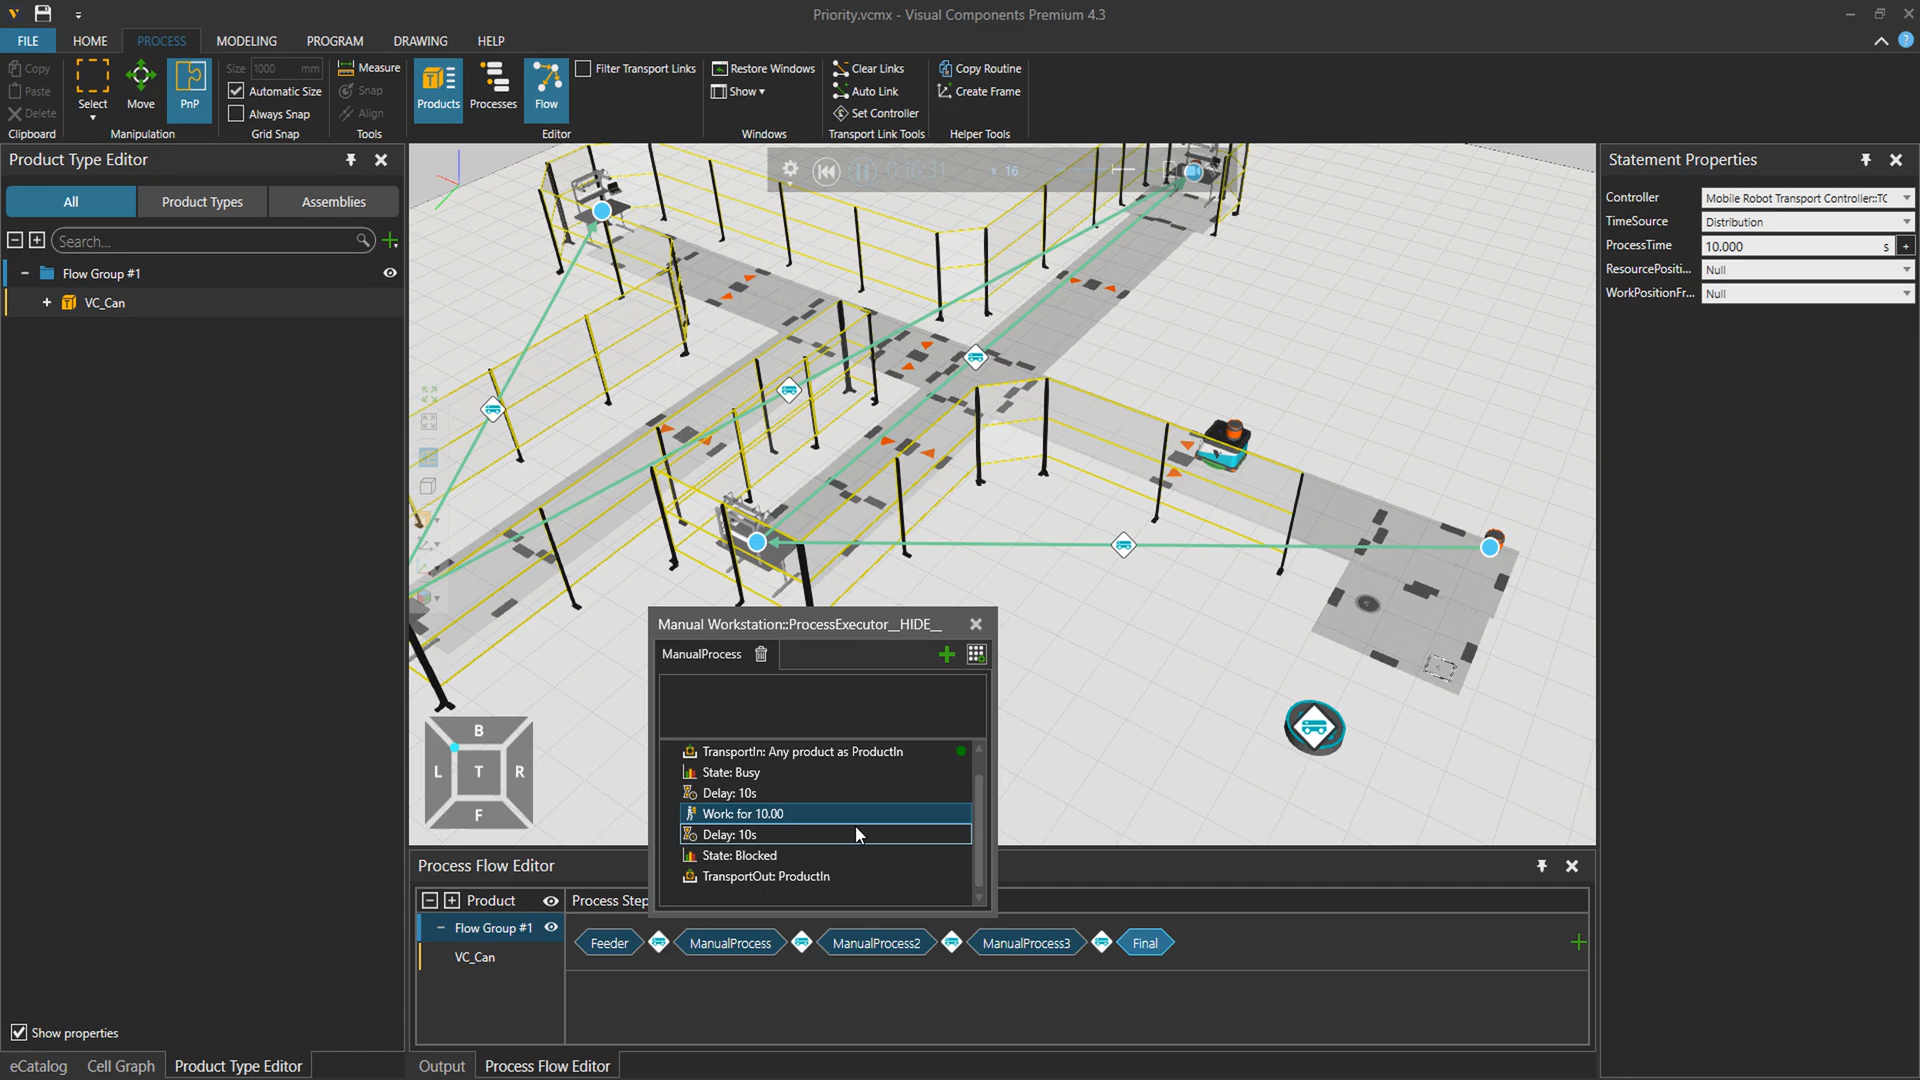 Priority.vcmx - Visual Components Premium 4.3
FILE HOME PROCESS MODELING PROGRAM DRAWING HELP
Copy
Paste
Delete
Clipboard
Select
Move
PnP
Manipulation
Size 1000 mm
Automatic Size
Always Snap
Grid Snap
Measure
Snap
Align
Tools
Products
Processes
Flow
Filter Transport Links
Editor
Restore Windows
Show
Windows
Clear Links
Auto Link
Set Controller
Transport Link Tools
Copy Routine
Create Frame
Helper Tools
Product Type Editor
All Product Types Assemblies
Search...
Flow Group #1
VC_Can
Show properties
eCatalog Cell Graph Product Type Editor
x 16
B
L T R
F
Manual Workstation::ProcessExecutor__HIDE__
ManualProcess
TransportIn: Any product as ProductIn
State: Busy
Delay: 10s
Work: for 10.00
Delay: 10s
State: Blocked
TransportOut: ProductIn
Process Flow Editor
Product Process Step
Flow Group #1
VC_Can
Feeder ManualProcess ManualProcess2 ManualProcess3 Final
Output Process Flow Editor
Statement Properties
Controller Mobile Robot Transport Controller::TC
TimeSource Distribution
ProcessTime 10.000 s
ResourcePositi... Null
WorkPositionFr... Null